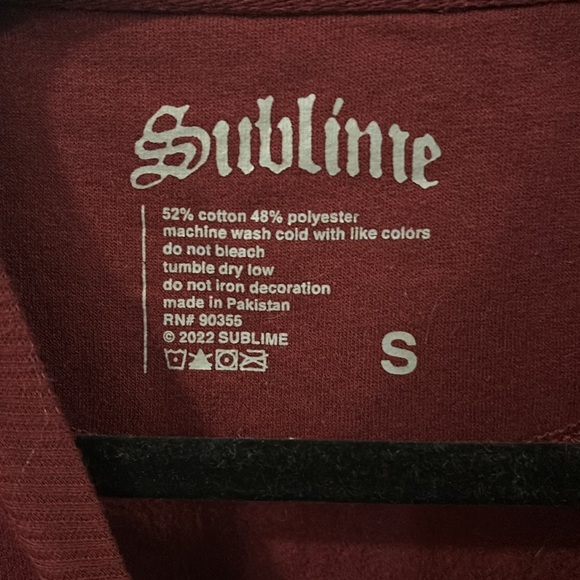 Sublime
52% cotton 48% polyester
machine wash cold with like colors
do not bleach
tumble dry low
do not iron decoration
made in Pakistan
RN# 90355
© 2022 SUBLIME
S